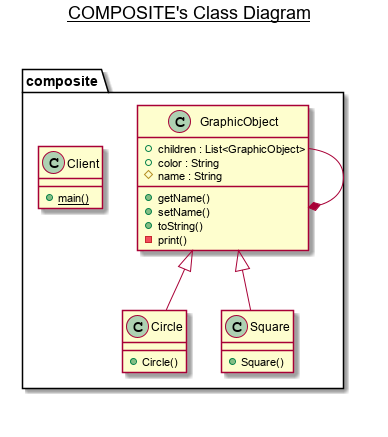 COMPOSITE's Class Diagram
composite
C GraphicObject
children : List<GraphicObject>
color : String
name : String
getName()
setName()
toString()
print()
C Client
main()
C Circle
Circle()
C Square
Square()